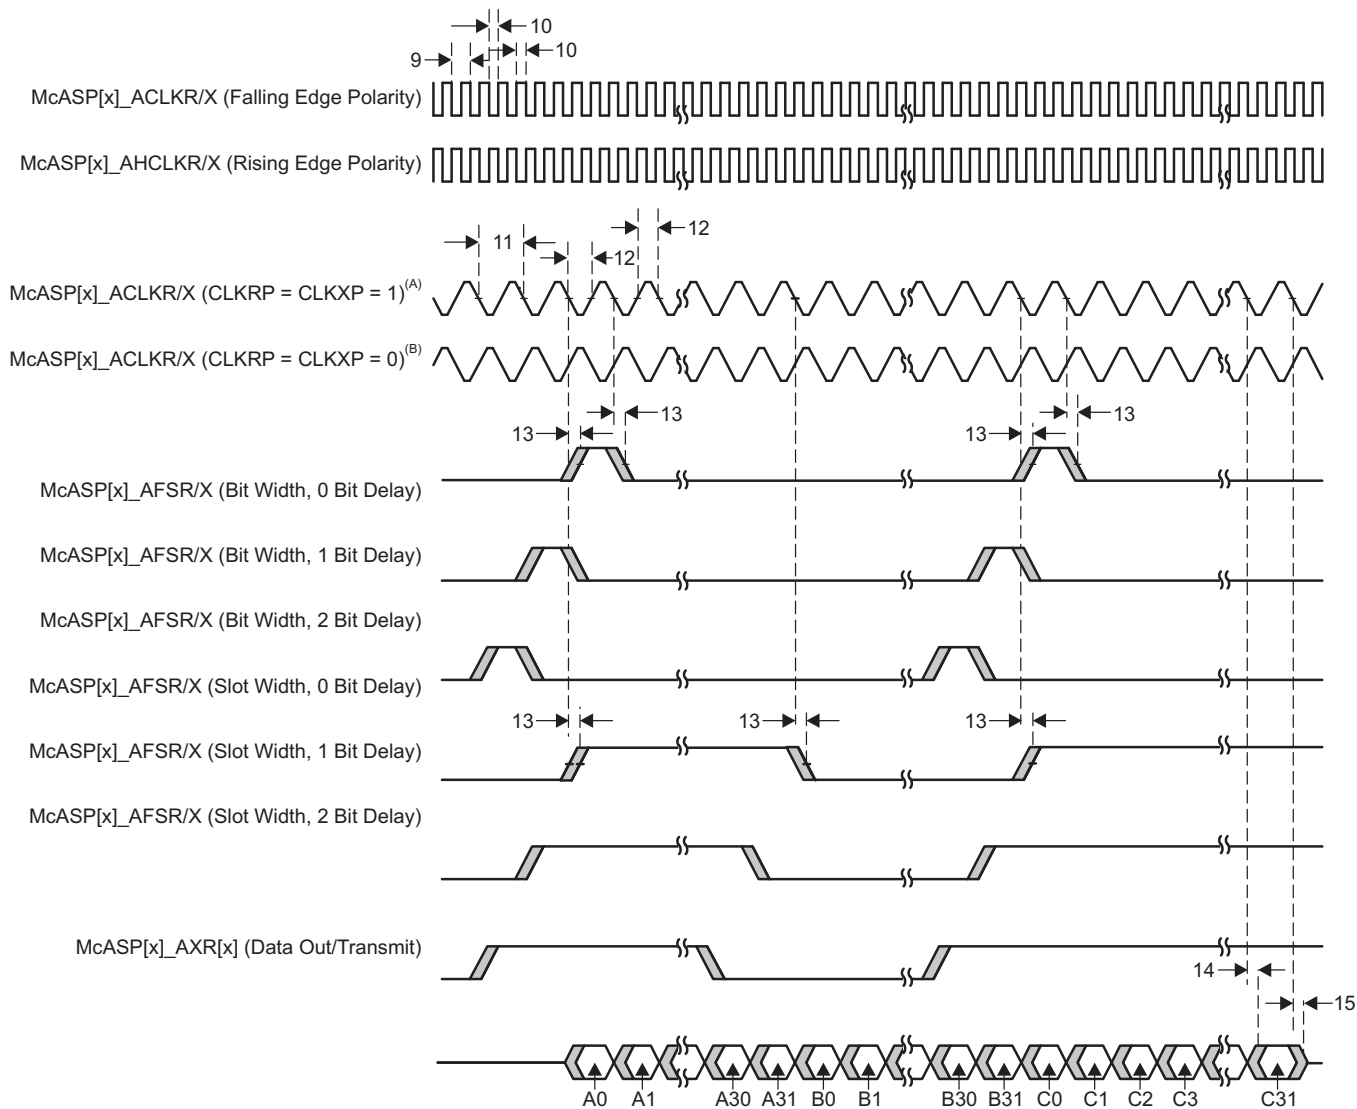 10
9
10
McASP[x]_ACLKR/X (Falling Edge Polarity)
McASP[x]_AHCLKR/X (Rising Edge Polarity)
12
11
12
McASP[x]_ACLKR/X (CLKRP = CLKXP = 1)(A)
McASP[x]_ACLKR/X (CLKRP = CLKXP = 0)(B)
13
13
13
13
McASP[x]_AFSR/X (Bit Width, 0 Bit Delay)
McASP[x]_AFSR/X (Bit Width, 1 Bit Delay)
McASP[x]_AFSR/X (Bit Width, 2 Bit Delay)
McASP[x]_AFSR/X (Slot Width, 0 Bit Delay)
13
13
13
McASP[x]_AFSR/X (Slot Width, 1 Bit Delay)
McASP[x]_AFSR/X (Slot Width, 2 Bit Delay)
McASP[x]_AXR[x] (Data Out/Transmit)
14
15
A0 A1 A30 A31 B0 B1 B30 B31 C0 C1 C2 C3 C31